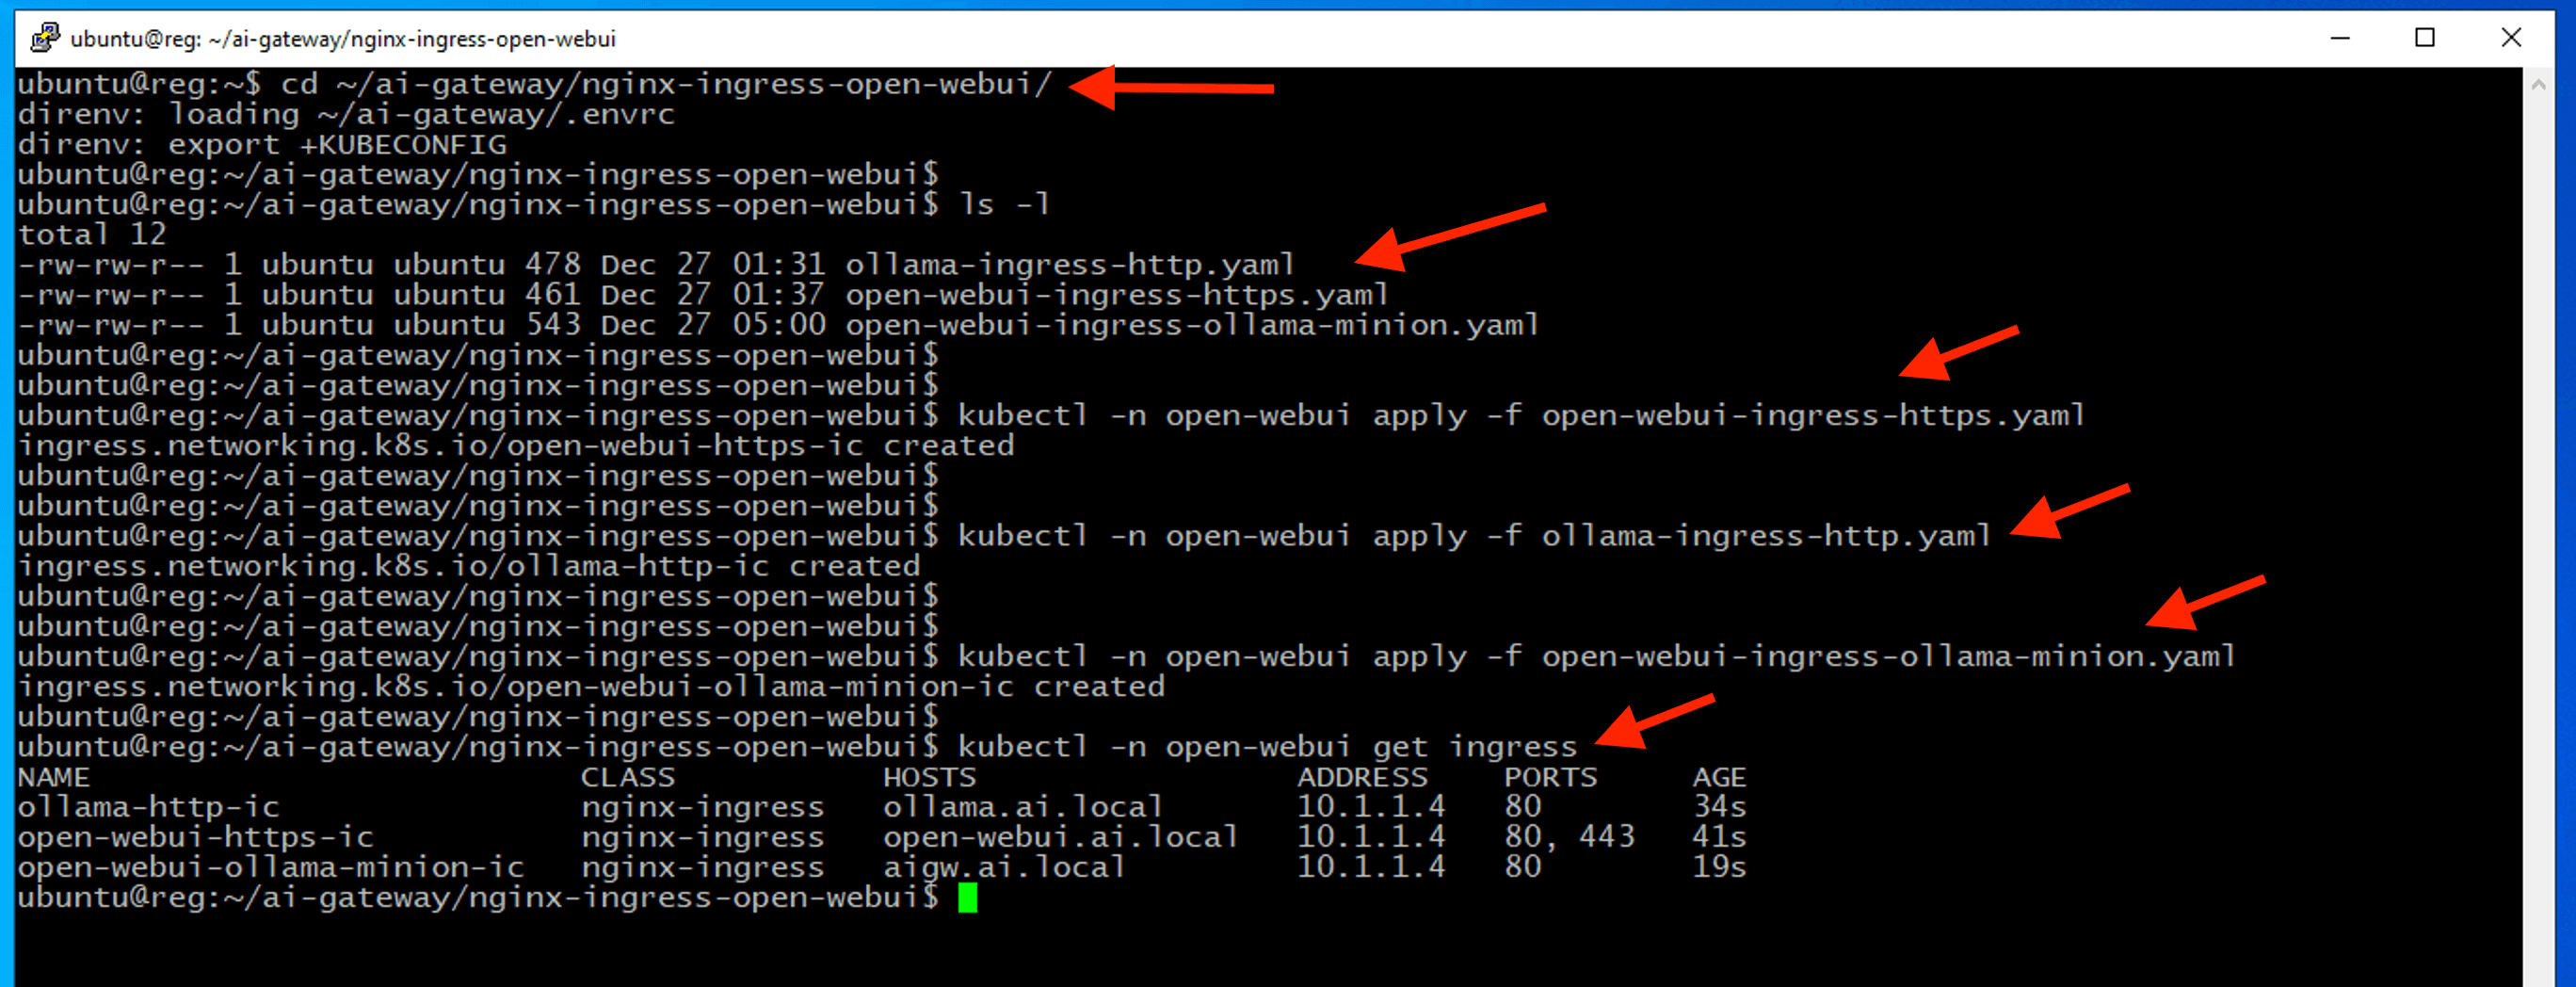 ubuntu@reg: ~/ai-gateway/nginx-ingress-open-webui
ubuntu@reg:~$ cd ~/ai-gateway/nginx-ingress-open-webui/
direnv: loading ~/ai-gateway/.envrc
direnv: export +KUBECONFIG
ubuntu@reg:~/ai-gateway/nginx-ingress-open-webui$
ubuntu@reg:~/ai-gateway/nginx-ingress-open-webui$ ls -l
total 12
-rw-rw-r-- 1 ubuntu ubuntu 478 Dec 27 01:31 ollama-ingress-http.yaml
-rw-rw-r-- 1 ubuntu ubuntu 461 Dec 27 01:37 open-webui-ingress-https.yaml
-rw-rw-r-- 1 ubuntu ubuntu 543 Dec 27 05:00 open-webui-ingress-ollama-minion.yaml
ubuntu@reg:~/ai-gateway/nginx-ingress-open-webui$
ubuntu@reg:~/ai-gateway/nginx-ingress-open-webui$
ubuntu@reg:~/ai-gateway/nginx-ingress-open-webui$ kubectl -n open-webui apply -f open-webui-ingress-https.yaml
ingress.networking.k8s.io/open-webui-https-ic created
ubuntu@reg:~/ai-gateway/nginx-ingress-open-webui$
ubuntu@reg:~/ai-gateway/nginx-ingress-open-webui$
ubuntu@reg:~/ai-gateway/nginx-ingress-open-webui$ kubectl -n open-webui apply -f ollama-ingress-http.yaml
ingress.networking.k8s.io/ollama-http-ic created
ubuntu@reg:~/ai-gateway/nginx-ingress-open-webui$
ubuntu@reg:~/ai-gateway/nginx-ingress-open-webui$
ubuntu@reg:~/ai-gateway/nginx-ingress-open-webui$ kubectl -n open-webui apply -f open-webui-ingress-ollama-minion.yaml
ingress.networking.k8s.io/open-webui-ollama-minion-ic created
ubuntu@reg:~/ai-gateway/nginx-ingress-open-webui$
ubuntu@reg:~/ai-gateway/nginx-ingress-open-webui$ kubectl -n open-webui get ingress
NAME CLASS HOSTS ADDRESS PORTS AGE
ollama-http-ic nginx-ingress ollama.ai.local 10.1.1.4 80 34s
open-webui-https-ic nginx-ingress open-webui.ai.local 10.1.1.4 80, 443 41s
open-webui-ollama-minion-ic nginx-ingress aigw.ai.local 10.1.1.4 80 19s
ubuntu@reg:~/ai-gateway/nginx-ingress-open-webui$